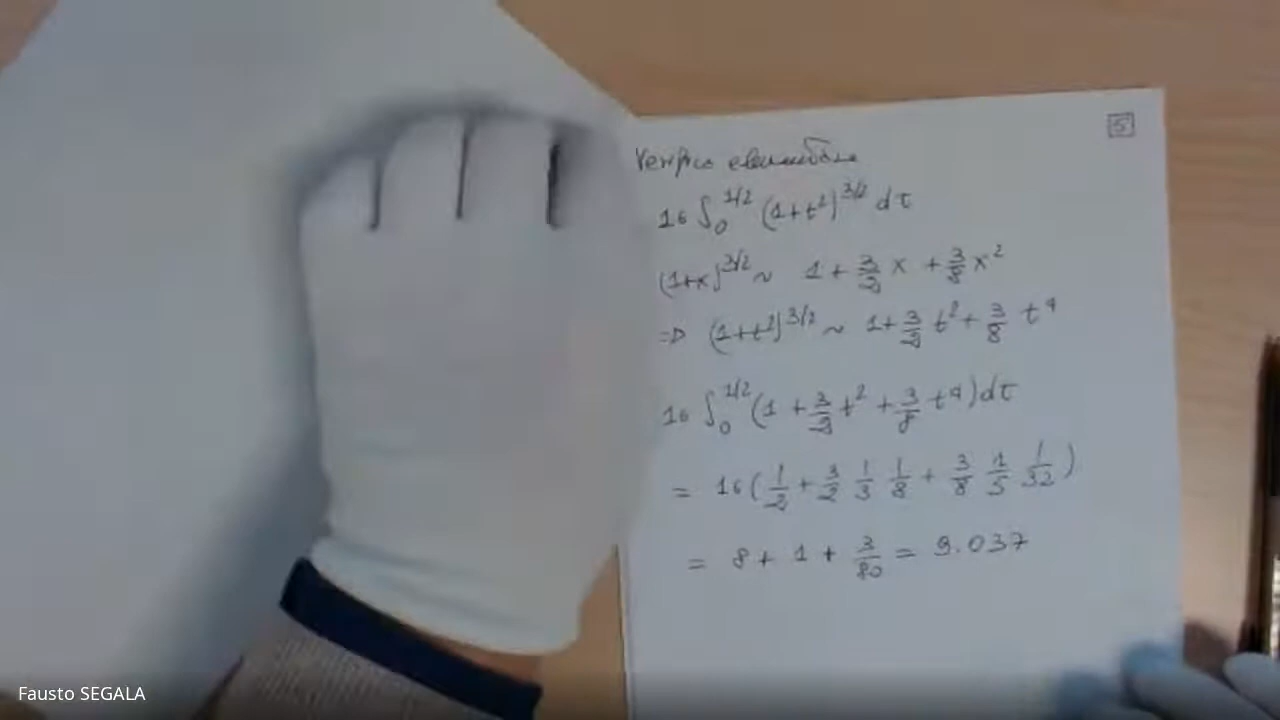 5
Verifica elementare
16 ∫₀^{1/2} (1+t²)^{3/2} dt
(1+x)^{3/2} ~ 1 + 3/2 x + 3/8 x²
=> (1+t²)^{3/2} ~ 1 + 3/2 t² + 3/8 t⁴
16 ∫₀^{1/2} (1 + 3/2 t² + 3/8 t⁴) dt
= 16 (1/2 + 3/2 1/3 1/8 + 3/8 1/5 1/32)
= 8 + 1 + 3/80 = 9.037
Fausto SEGALA